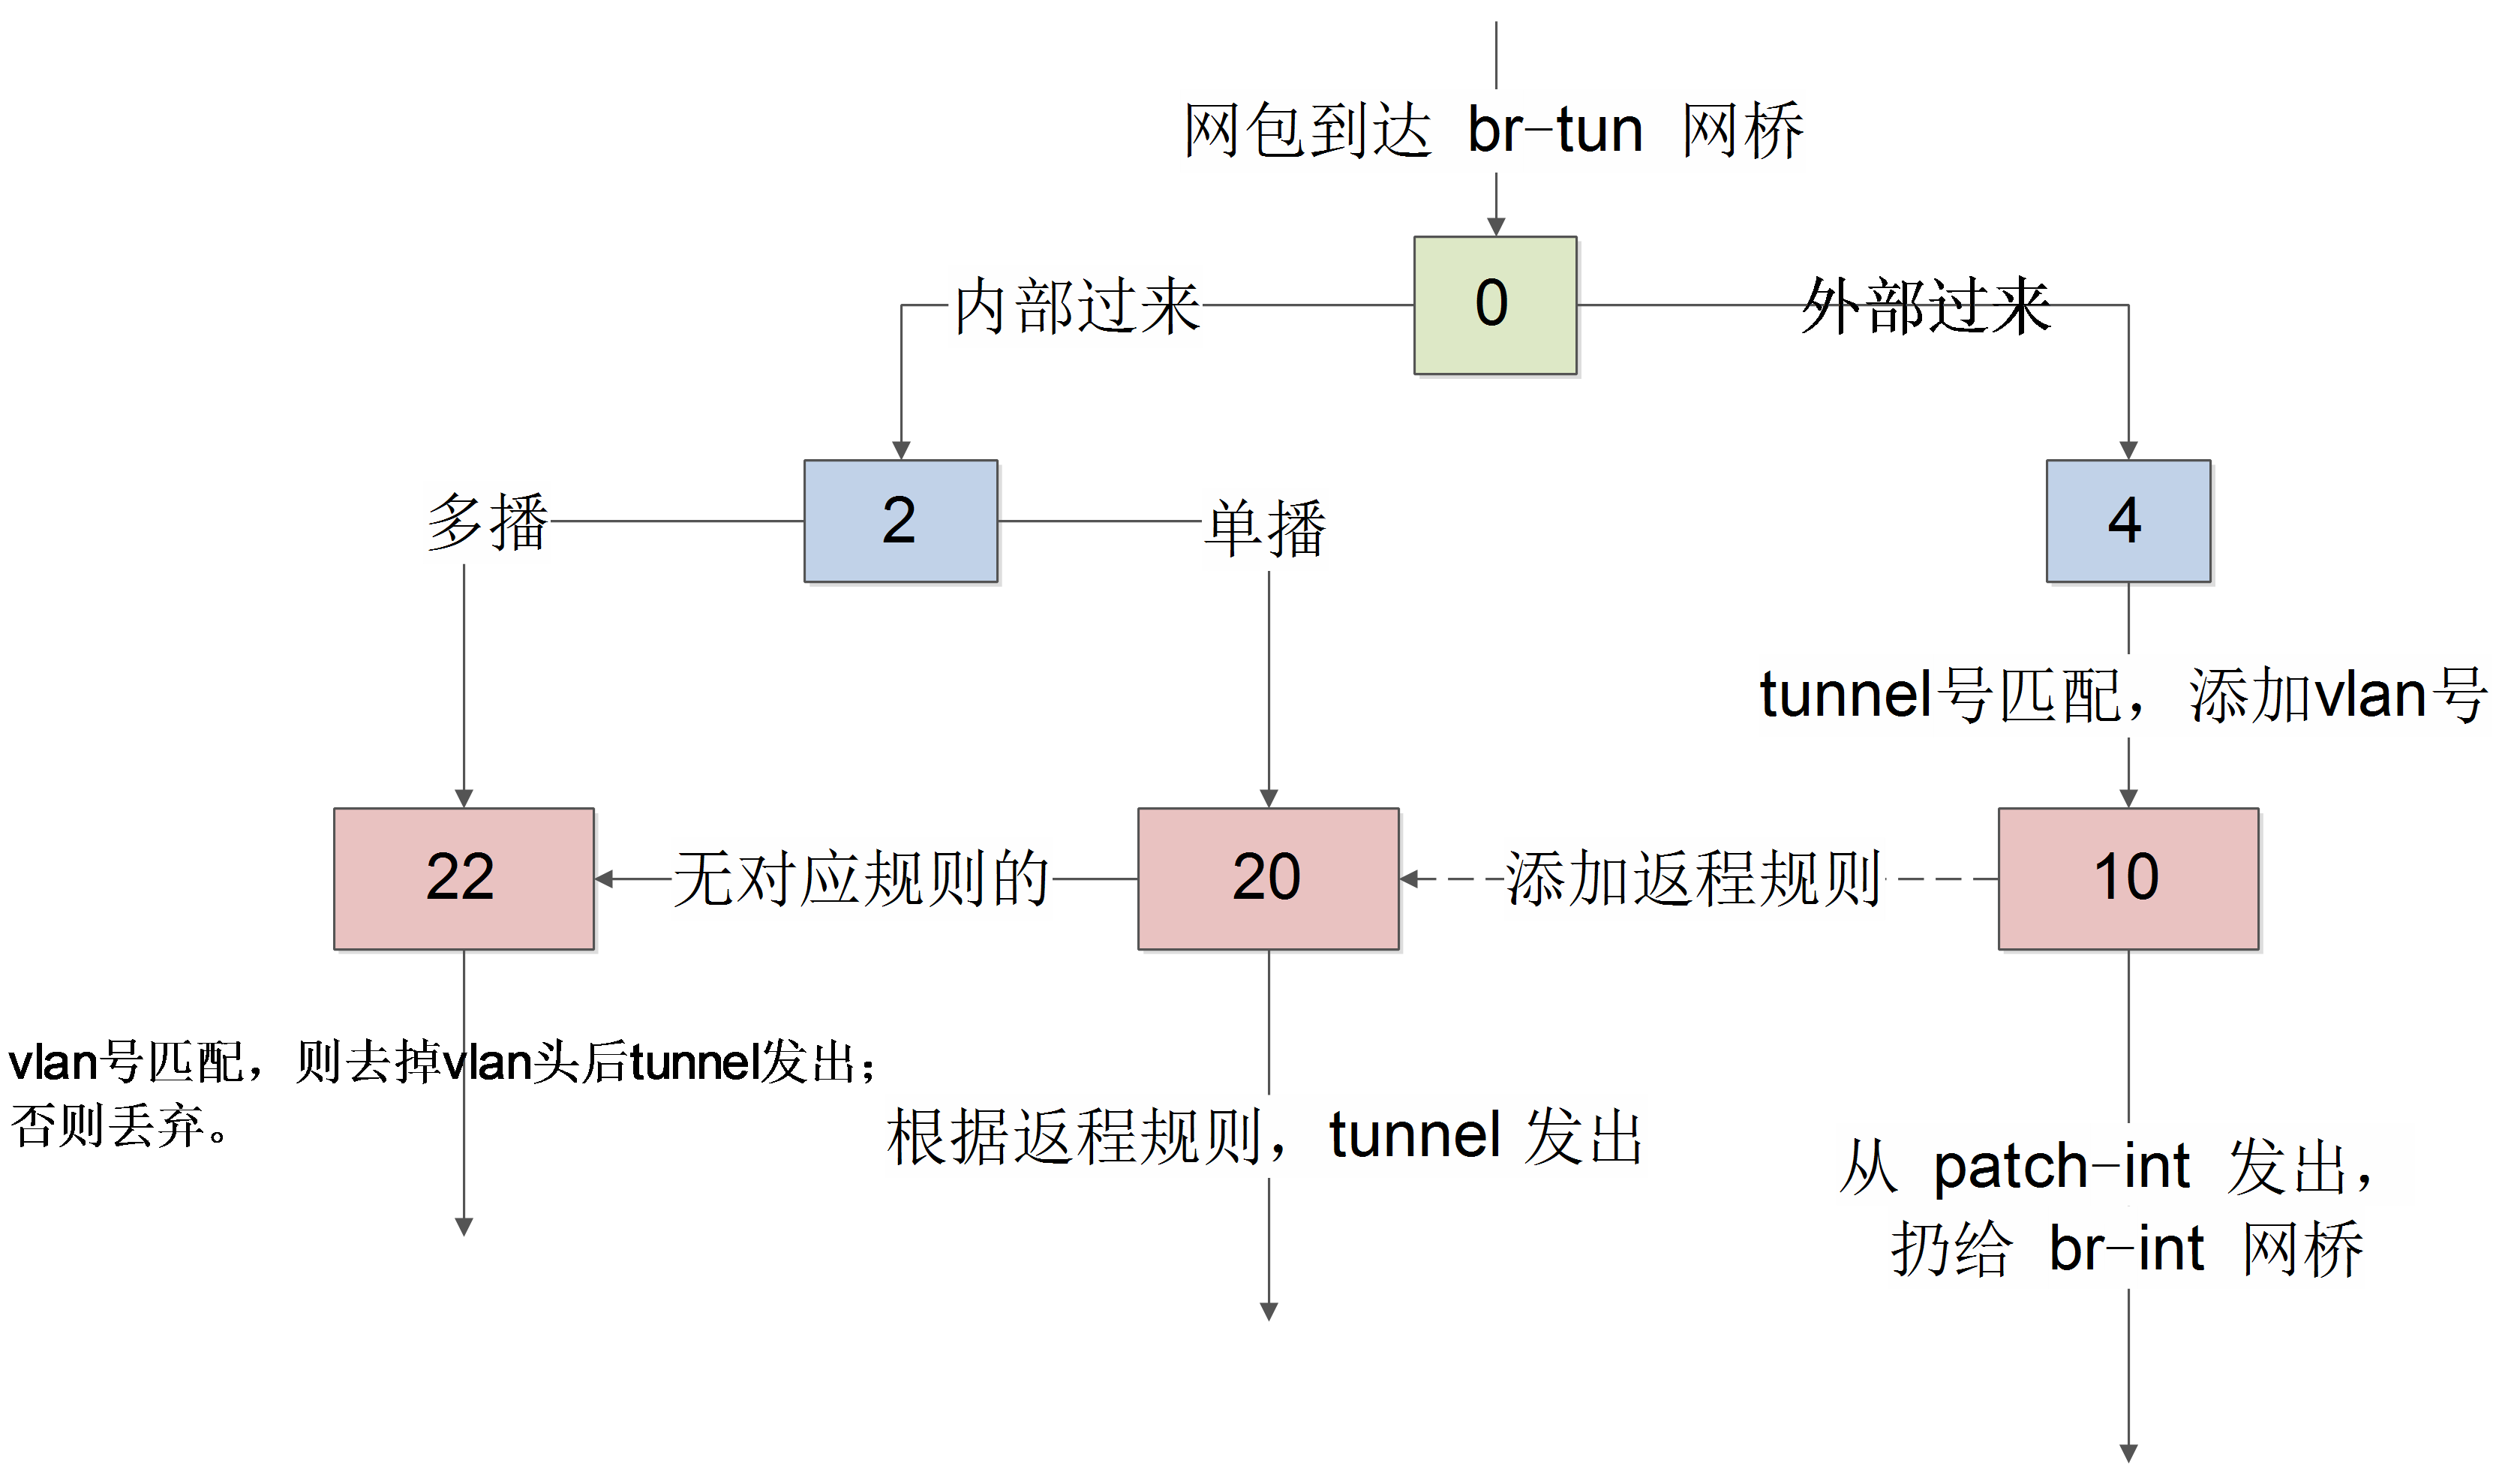 网包到达 br-tun 网桥
内部过来
0
外部过来
多播
2
单播
4
tunnel号匹配，添加vlan号
22
无对应规则的
20
添加返程规则
10
vlan号匹配，则去掉vlan头后tunnel发出；
否则丢弃。
根据返程规则，tunnel 发出
从 patch-int 发出，
扔给 br-int 网桥